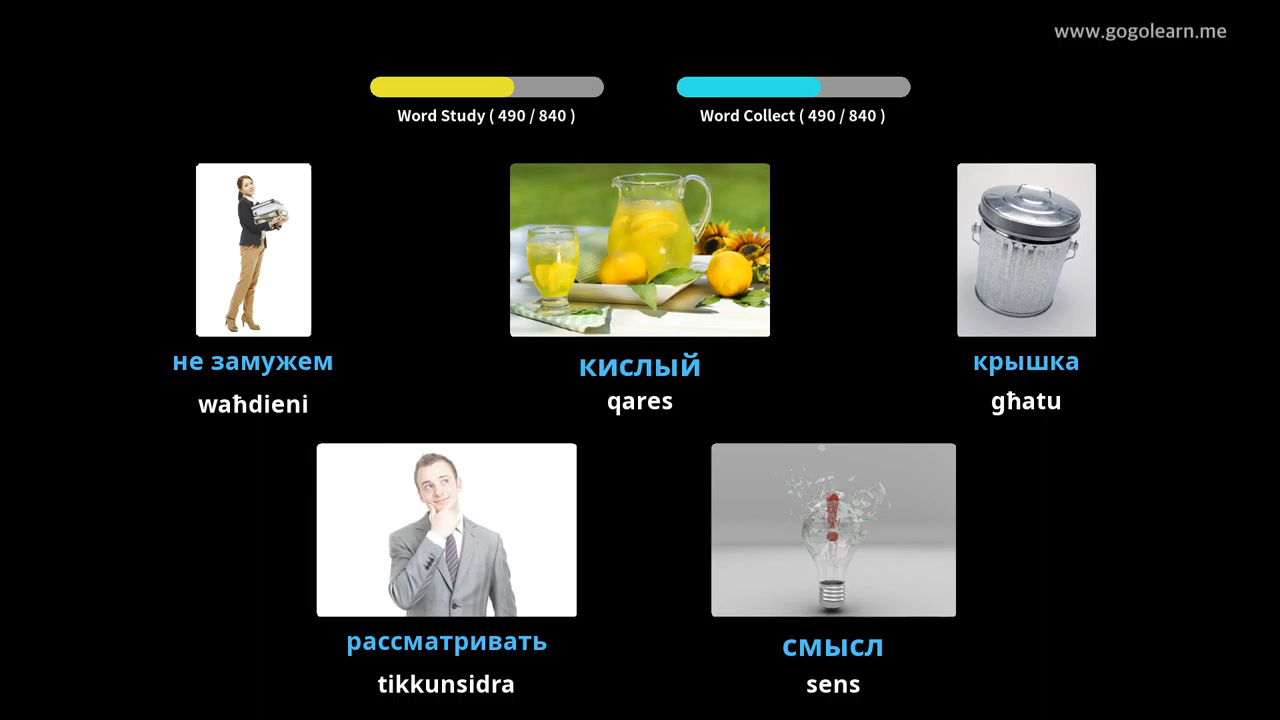 www.gogolearn.me
Word Study ( 490 / 840 )
Word Collect ( 490 / 840 )
не замужем
waħdieni
кислый
qares
крышка
għatu
рассматривать
tikkunsidra
смысл
sens